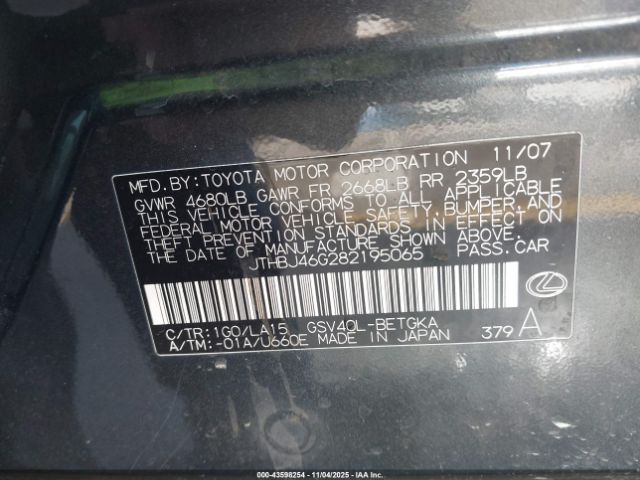 MFD. BY: TOYOTA MOTOR CORPORATION 11/07
GVWR 4680LB GAWR FR 2668LB RR 2359LB
THIS VEHICLE CONFORMS TO ALL APPLICABLE
FEDERAL MOTOR VEHICLE SAFETY, BUMPER, AND
THEFT PREVENTION STANDARDS IN EFFECT ON
THE DATE OF MANUFACTURE SHOWN ABOVE.
JTHBJ46G282195065 PASS. CAR
C/TR: 1G0/LA15 GSV40L-BETGKA
A/TM: -01A/U660E MADE IN JAPAN 379 A
000-43598254 - 11/04/2025 - IAA Inc.